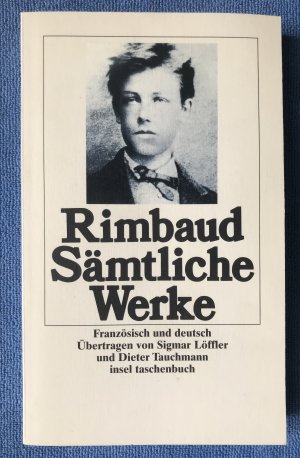 Rimbaud
Sämtliche
Werke
Französisch und deutsch
Übertragen von Sigmar Löffler
und Dieter Tauchmann
insel taschenbuch